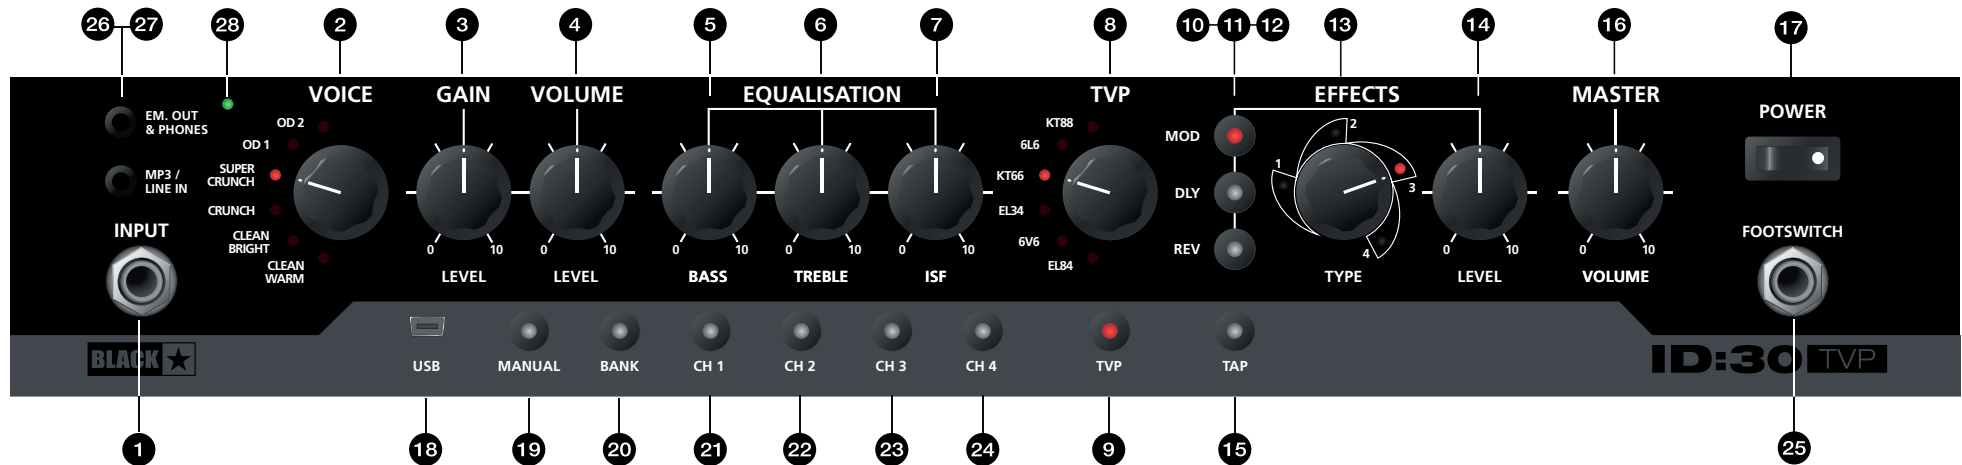 26 27 28 2 3 4 5 6 7 8 10 11 12 13 14 16 17
VOICE GAIN VOLUME EQUALISATION TVP EFFECTS MASTER
POWER
EM. OUT
& PHONES
MP3 /
LINE IN
INPUT
OD 2
OD 1
SUPER
CRUNCH
CRUNCH
CLEAN
BRIGHT
CLEAN
WARM
0 10
LEVEL
0 10
LEVEL
0 10
BASS
0 10
TREBLE
0 10
ISF
KT88
6L6
KT66
EL34
6V6
EL84
MOD
DLY
REV
1
2
3
4
TYPE
0 10
LEVEL
0 10
VOLUME
FOOTSWITCH
BLACK
USB MANUAL BANK CH 1 CH 2 CH 3 CH 4 TVP TAP
ID:30 TVP
1 18 19 20 21 22 23 24 9 15 25